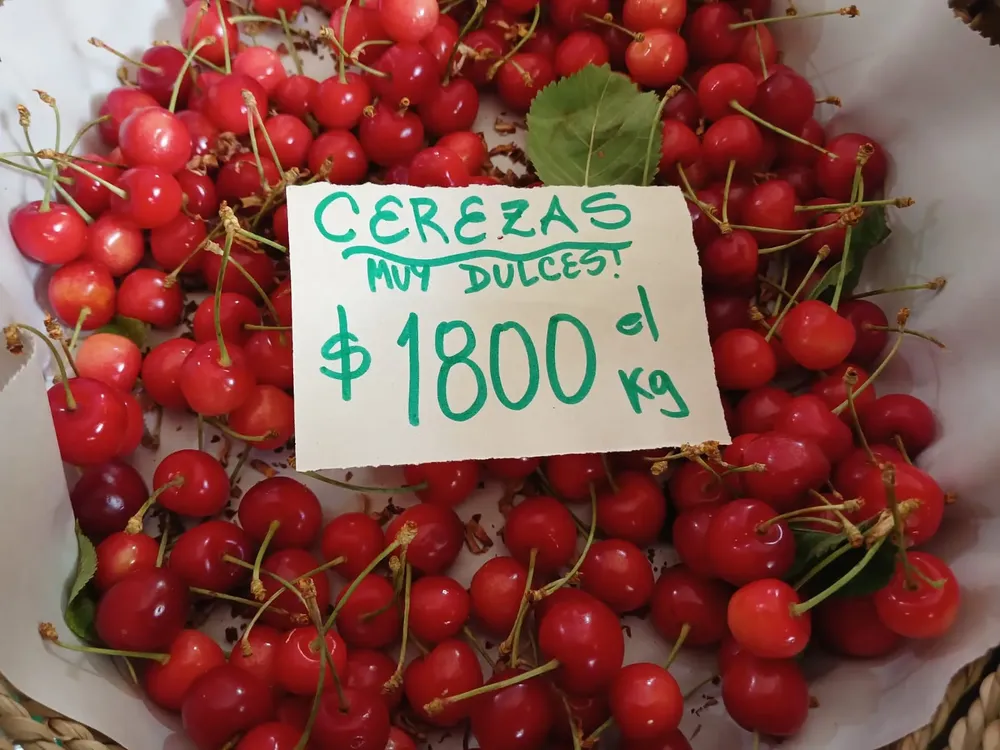 CEREZAS
MUY DULCES!
$1800 el
Kg